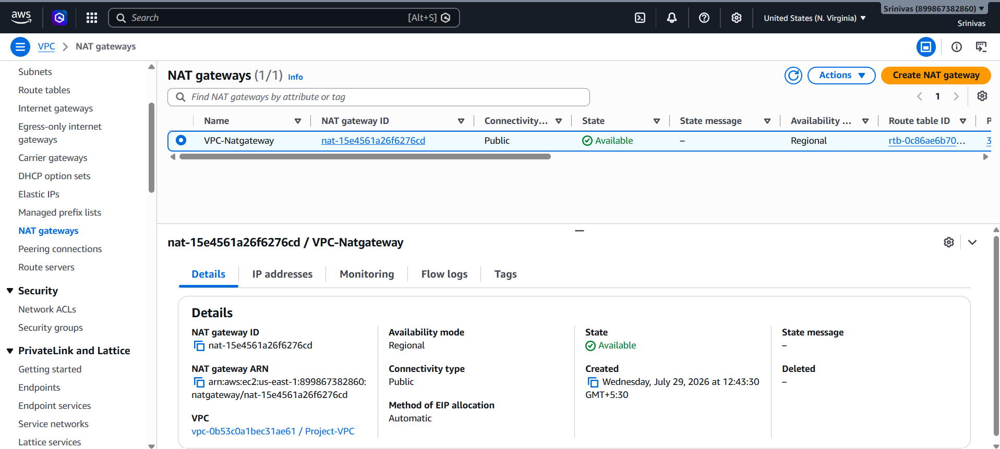 aws
Search
[Alt+S]
United States (N. Virginia)
Srinivas (899867382860)
Srinivas
VPC
NAT gateways
Subnets
Route tables
Internet gateways
Egress-only internet
gateways
Carrier gateways
DHCP option sets
Elastic IPs
Managed prefix lists
NAT gateways
Peering connections
Route servers
Security
Network ACLs
Security groups
PrivateLink and Lattice
Getting started
Endpoints
Endpoint services
Service networks
Lattice services
NAT gateways (1/1) Info
Actions
Create NAT gateway
Find NAT gateways by attribute or tag
1
Name NAT gateway ID Connectivity... State State message Availability ... Route table ID P
VPC-Natgateway nat-15e4561a26f6276cd Public Available – Regional rtb-0c86ae6b70... 3
nat-15e4561a26f6276cd / VPC-Natgateway
Details IP addresses Monitoring Flow logs Tags
Details
NAT gateway ID
nat-15e4561a26f6276cd
NAT gateway ARN
arn:aws:ec2:us-east-1:899867382860:
natgateway/nat-15e4561a26f6276cd
VPC
vpc-0b53c0a1bec31ae61 / Project-VPC
Availability mode
Regional
Connectivity type
Public
Method of EIP allocation
Automatic
State
Available
Created
Wednesday, July 29, 2026 at 12:43:30
GMT+5:30
State message
–
Deleted
–